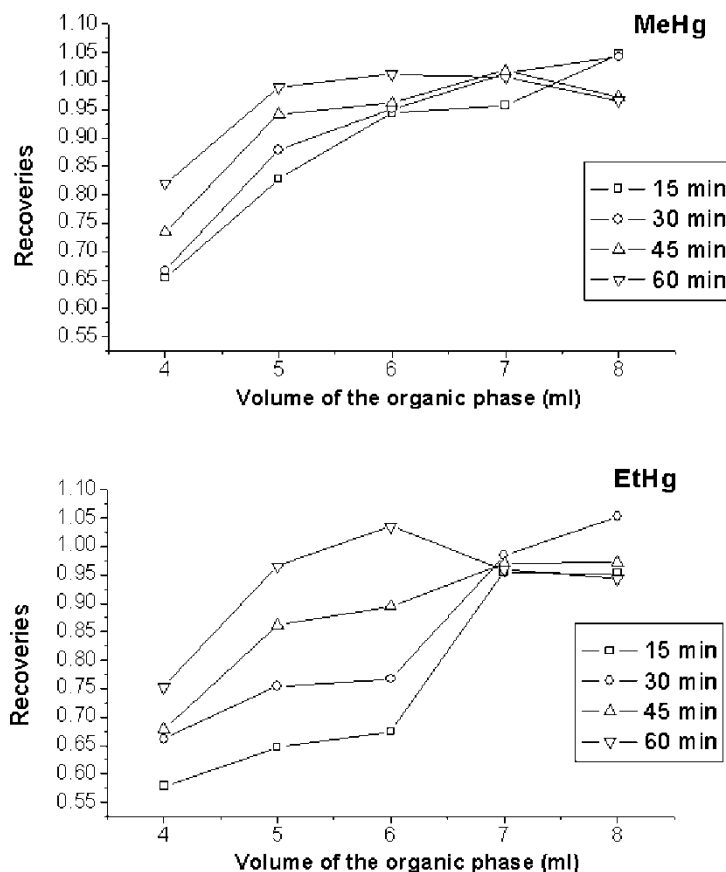 MeHg
1.10
1.05
1.00
0.95
0.90
0.85
0.80
0.75
0.70
0.65
0.60
0.55
Recoveries
15 min
30 min
45 min
60 min
4 5 6 7 8
Volume of the organic phase (ml)
EtHg
1.10
1.05
1.00
0.95
0.90
0.85
0.80
0.75
0.70
0.65
0.60
0.55
Recoveries
15 min
30 min
45 min
60 min
4 5 6 7 8
Volume of the organic phase (ml)